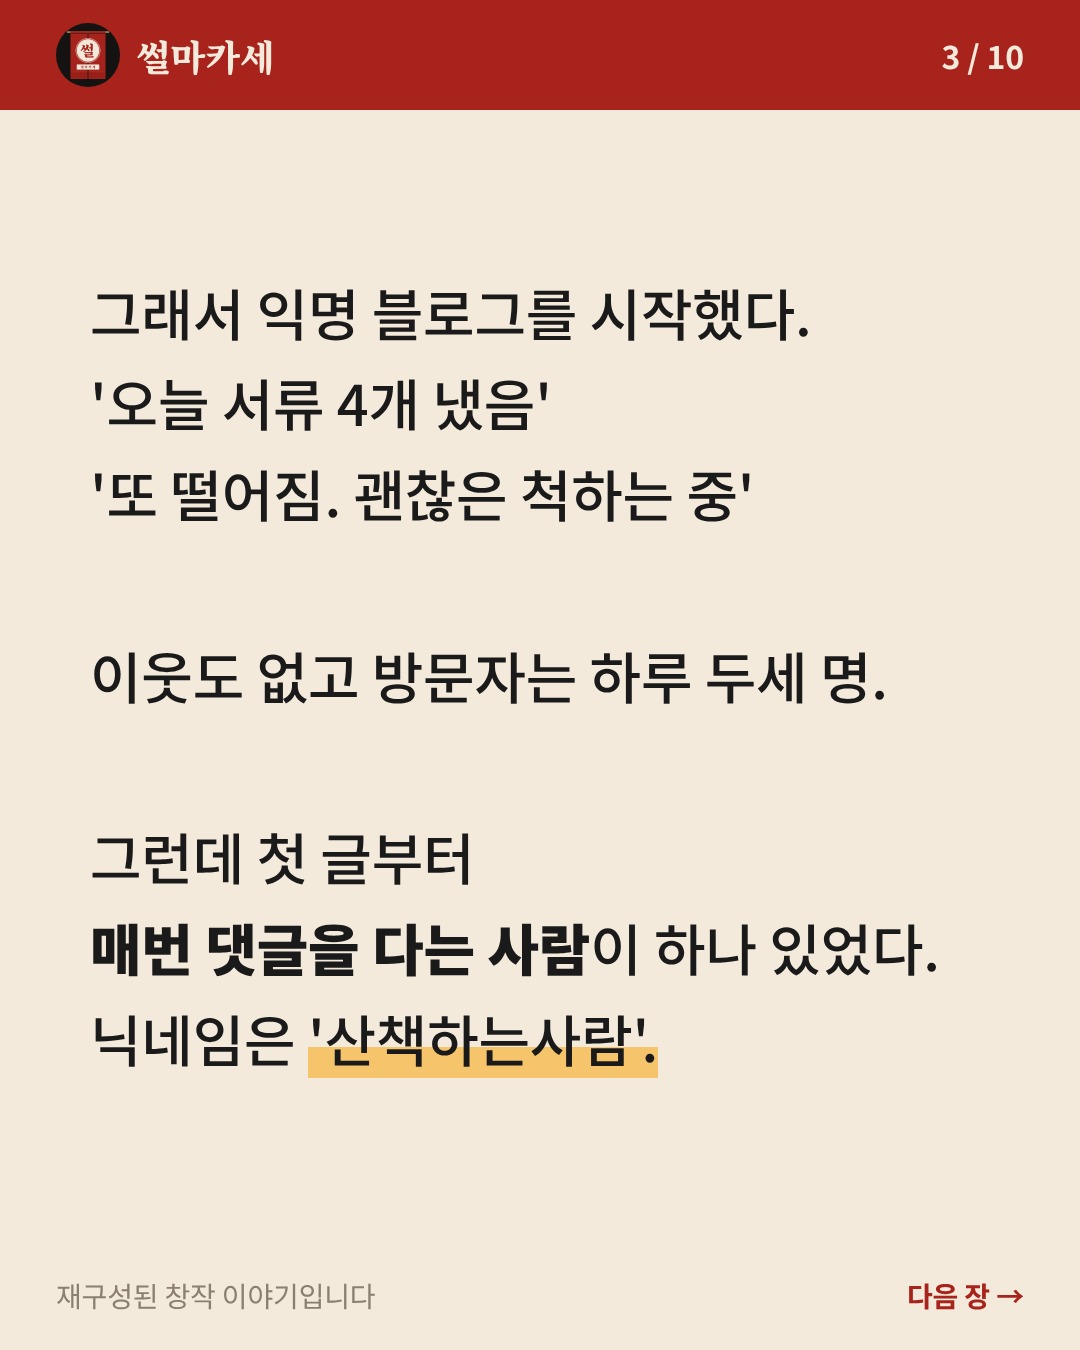 썰
썰마카세
3 / 10
그래서 익명 블로그를 시작했다.
'오늘 서류 4개 냈음'
'또 떨어짐. 괜찮은 척하는 중'
이웃도 없고 방문자는 하루 두세 명.
그런데 첫 글부터
매번 댓글을 다는 사람이 하나 있었다.
닉네임은 '산책하는사람'.
재구성된 창작 이야기입니다
다음 장 →